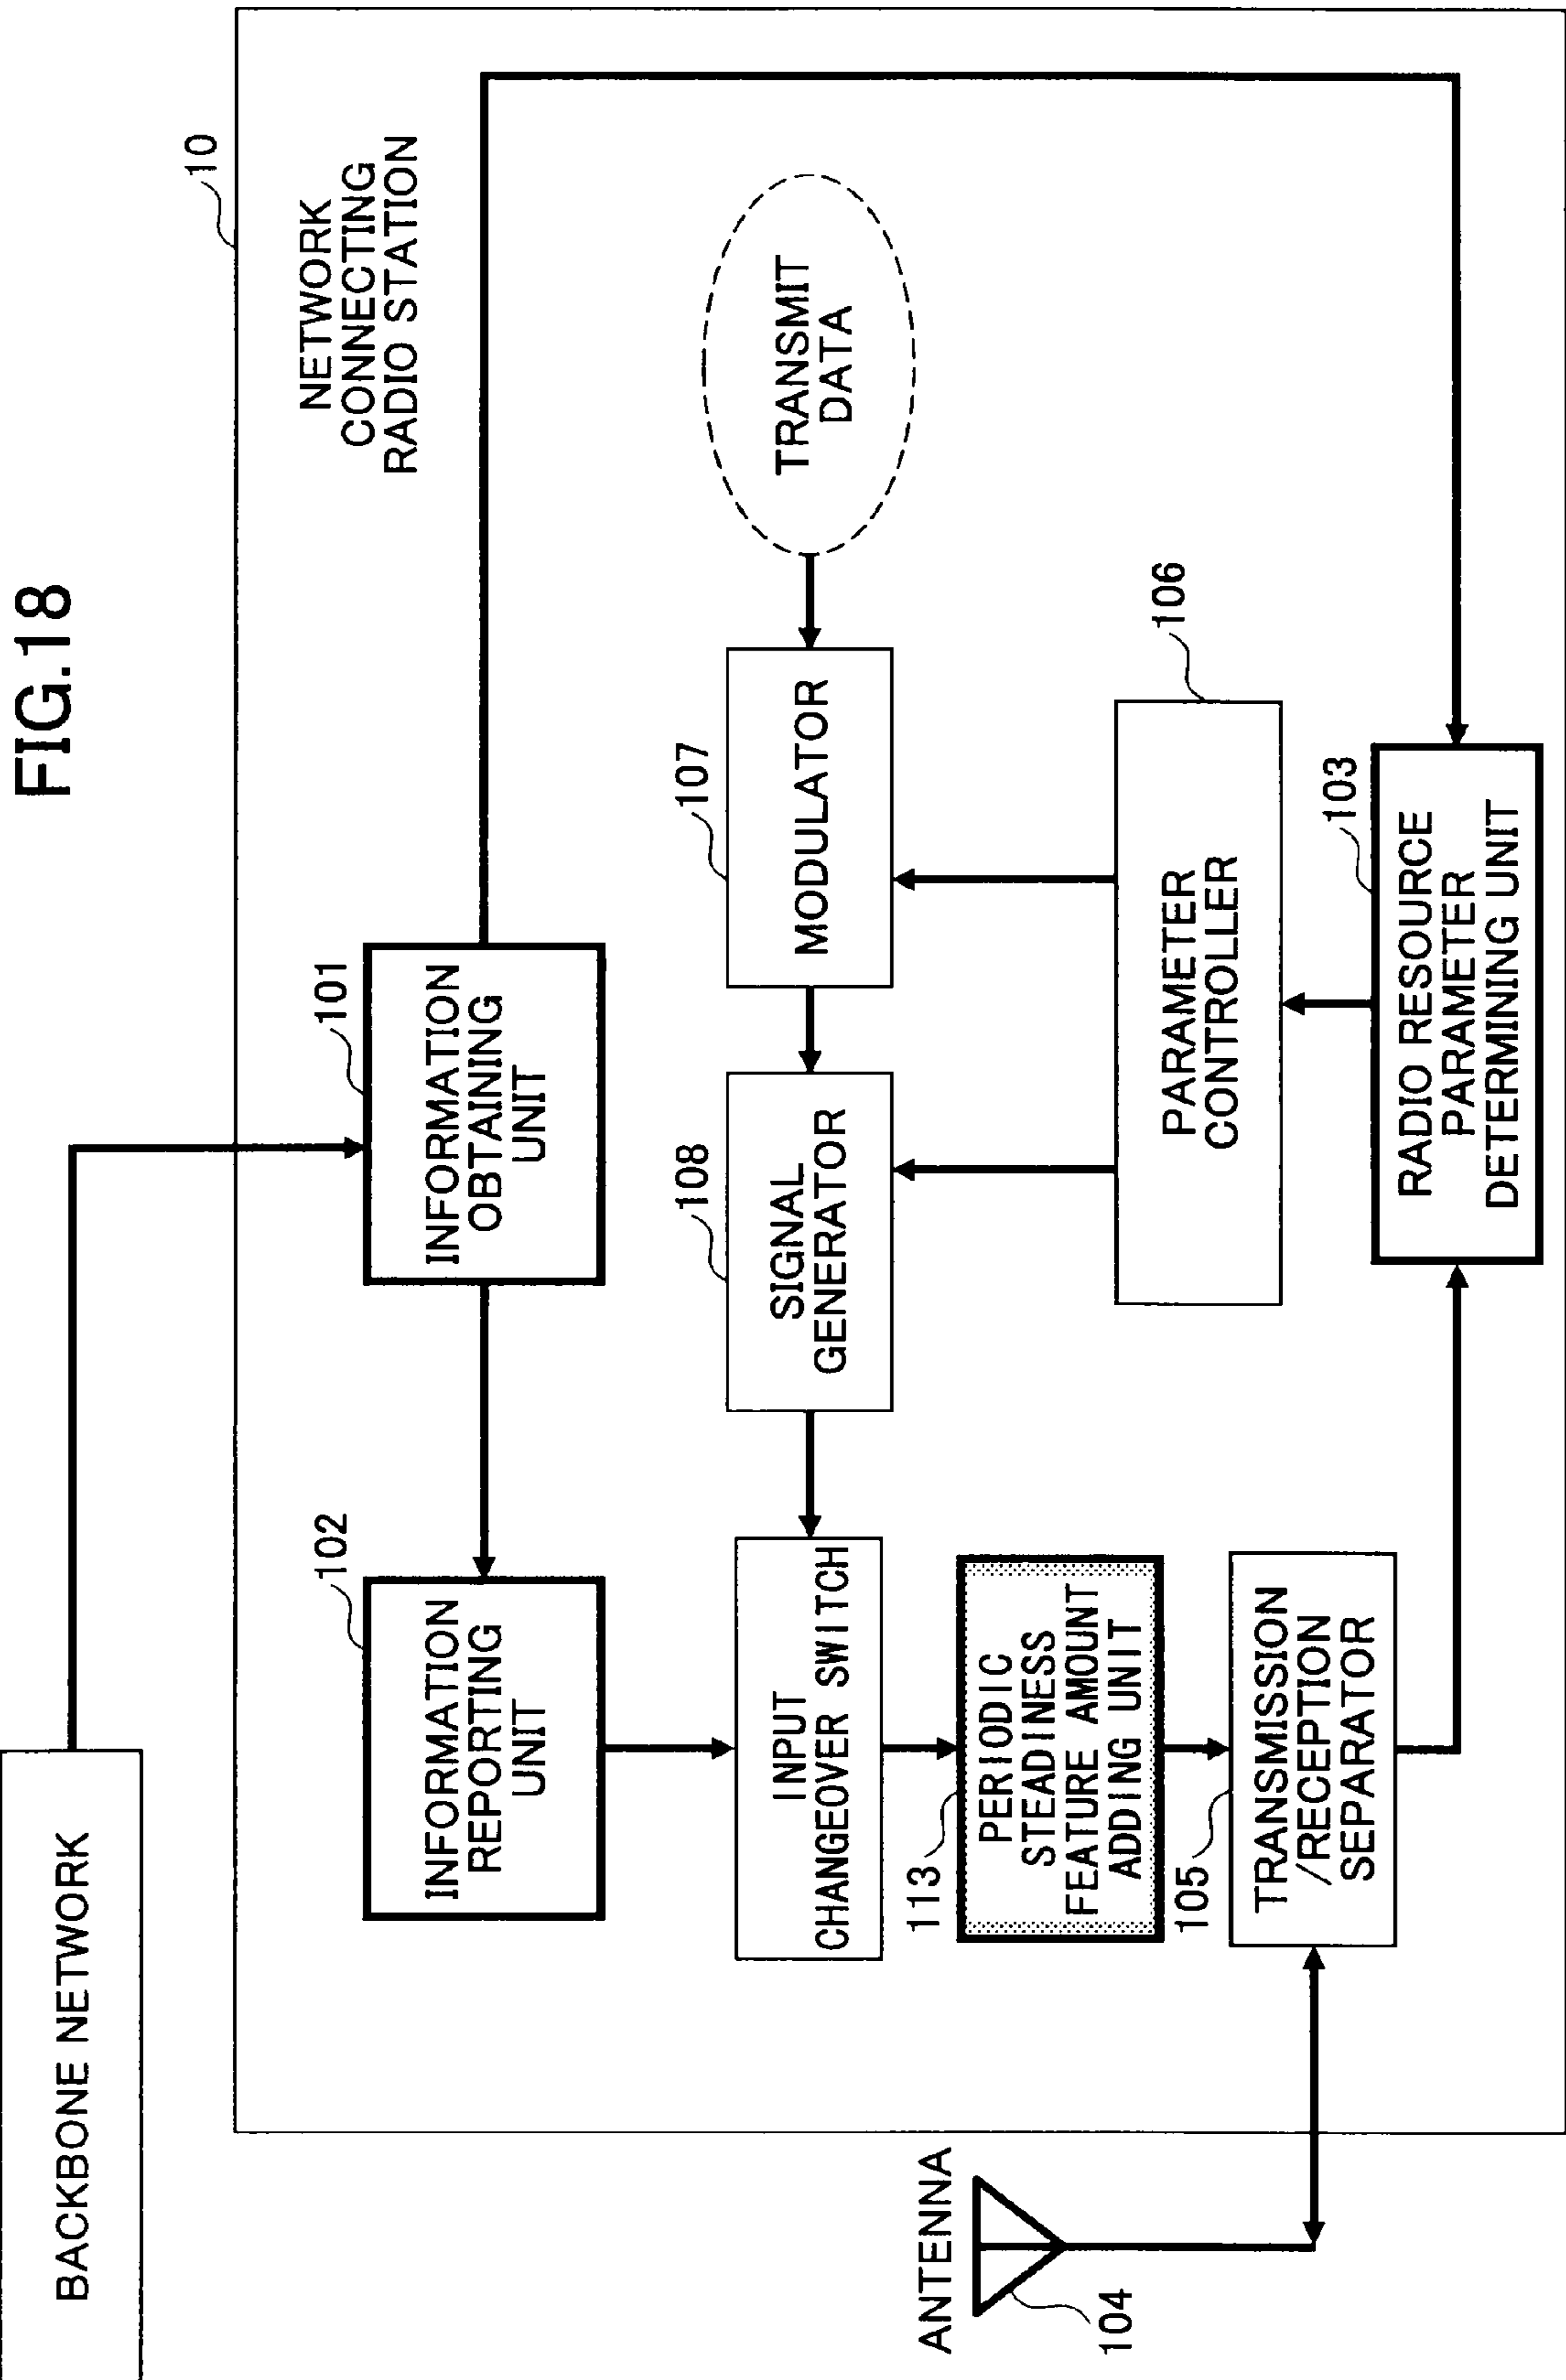 FIG.18
BACKBONE NETWORK
10
NETWORK
CONNECTING
RADIO STATION
102
INFORMATION
REPORTING
UNIT
101
INFORMATION
OBTAINING
UNIT
INPUT
CHANGEOVER SWITCH
108
SIGNAL
GENERATOR
107
MODULATOR
TRANSMIT
DATA
113
PERIODIC
STEADINESS
FEATURE AMOUNT
ADDING UNIT
ANTENNA
104
105
TRANSMISSION
/RECEPTION
SEPARATOR
106
PARAMETER
CONTROLLER
103
RADIO RESOURCE
PARAMETER
DETERMINING UNIT